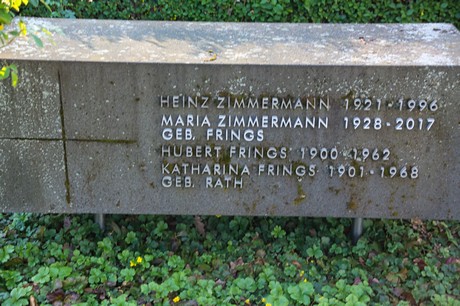 HEINZ ZIMMERMANN 1921-1996
MARIA ZIMMERMANN 1928-2017
GEB. FRINGS
HUBERT FRINGS 1900-1962
KATHARINA FRINGS 1901-1968
GEB. RATH